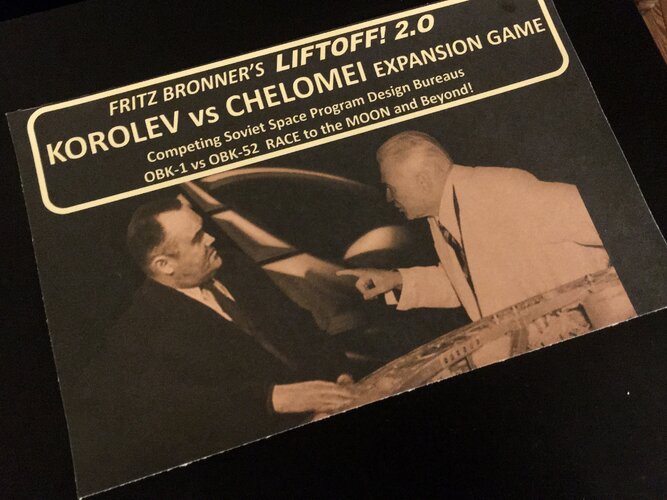 FRITZ BRONNER'S LIFTOFF! 2.0
KOROLEV vs CHELOMEI EXPANSION GAME
Competing Soviet Space Program Design Bureaus
OBK-1 vs OBK-52 RACE to the MOON and Beyond!